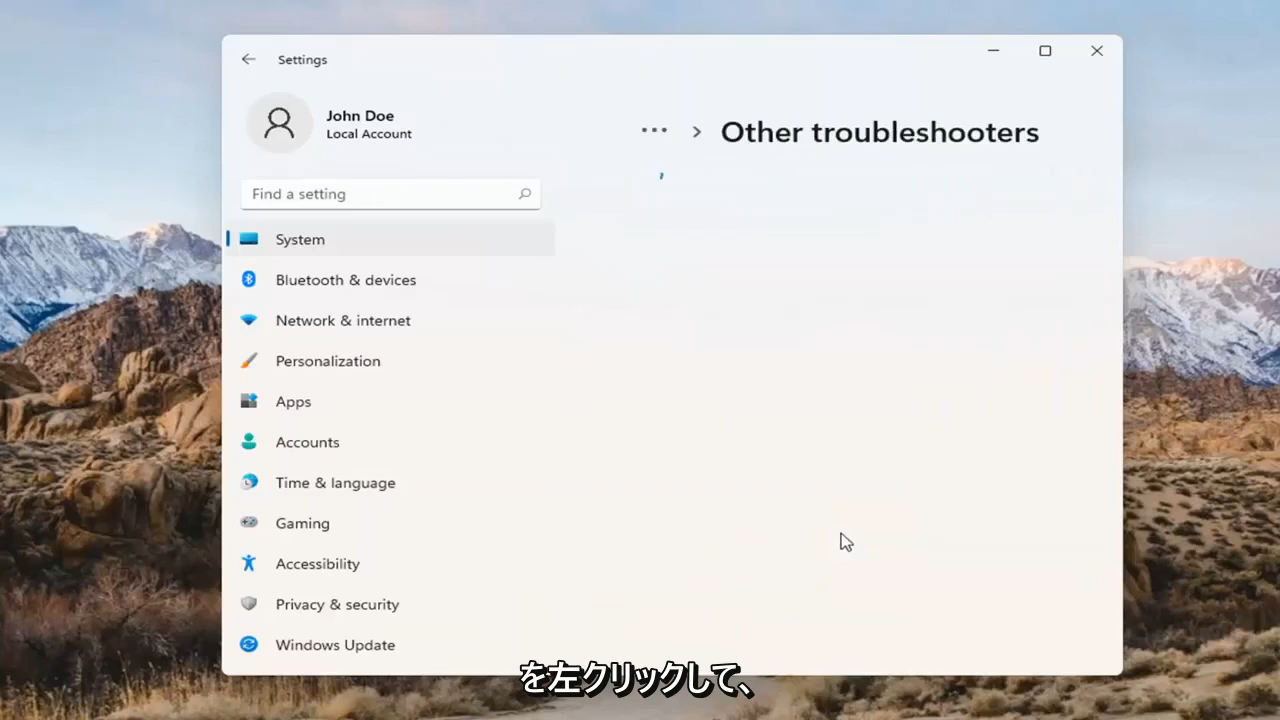 Settings
John Doe
Local Account
Find a setting
System
Bluetooth & devices
Network & internet
Personalization
Apps
Accounts
Time & language
Gaming
Accessibility
Privacy & security
Windows Update
… > Other troubleshooters
を左クリックして、